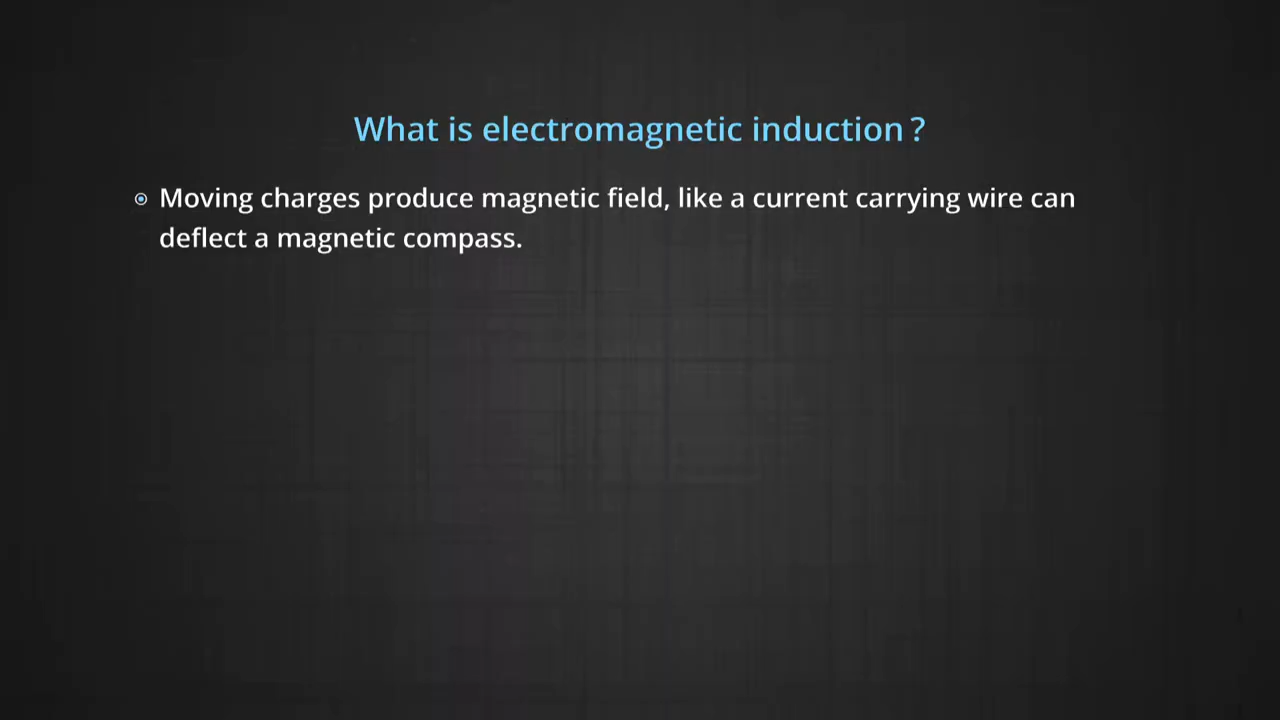 What is electromagnetic induction ?
Moving charges produce magnetic field, like a current carrying wire can
deflect a magnetic compass.